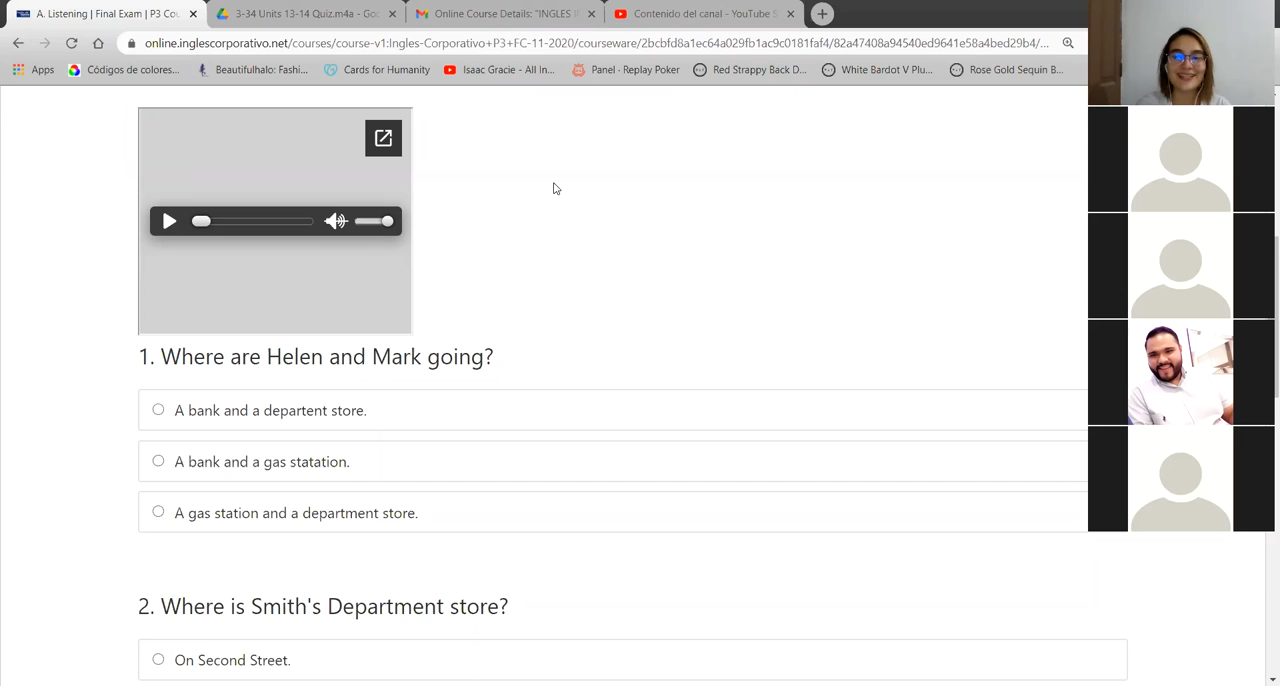 A. Listening | Final Exam | P3 Cou
3-34 Units 13-14 Quiz.m4a - Goo
Online Course Details: "INGLES I
Contenido del canal - YouTube S
online.inglescorporativo.net/courses/course-v1:Ingles-Corporativo+P3+FC-11-2020/courseware/2bcbfd8a1ec64a029fb1ac9c0181faf4/82a47408a94540ed9641e58a4bed29b4/...
Apps
Códigos de colores...
Beautifulhalo: Fashi...
Cards for Humanity
Isaac Gracie - All In...
Panel · Replay Poker
Red Strappy Back D...
White Bardot V Plu...
Rose Gold Sequin B...
1. Where are Helen and Mark going?
A bank and a departent store.
A bank and a gas statation.
A gas station and a department store.
2. Where is Smith's Department store?
On Second Street.